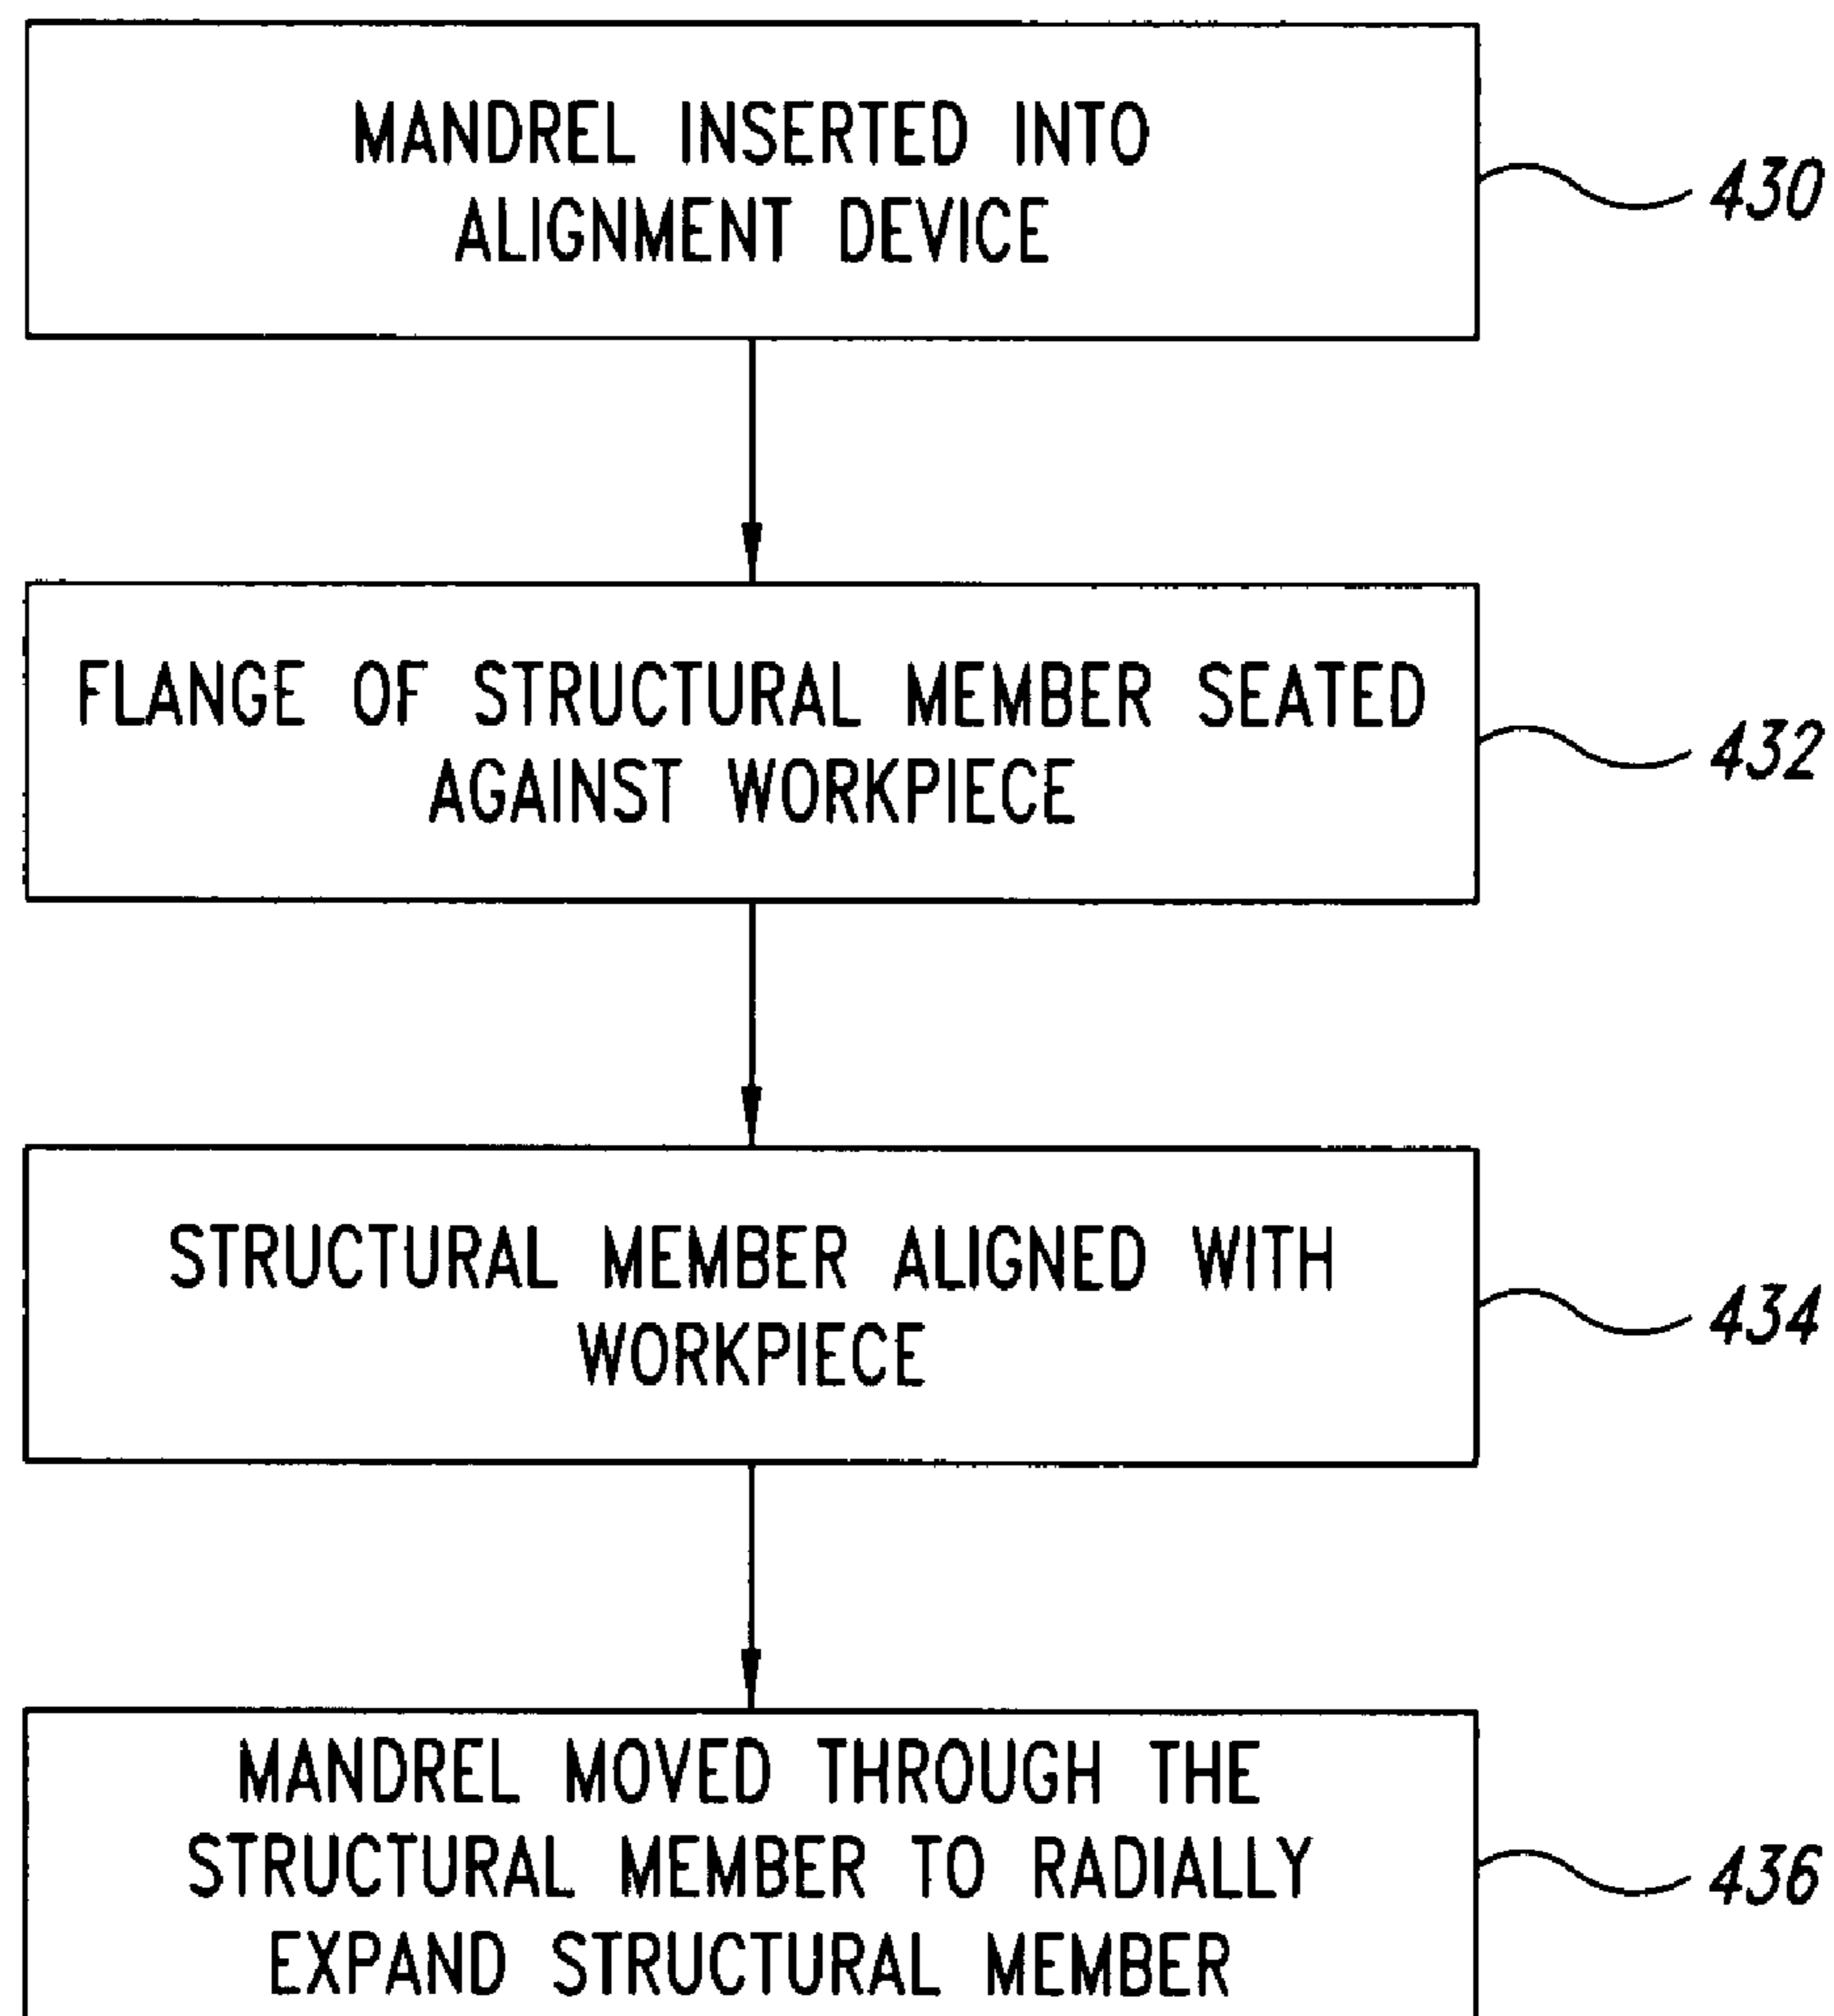 MANDREL INSERTED INTO
ALIGNMENT DEVICE
430
FLANGE OF STRUCTURAL MEMBER SEATED
AGAINST WORKPIECE
432
STRUCTURAL MEMBER ALIGNED WITH
WORKPIECE
434
MANDREL MOVED THROUGH THE
STRUCTURAL MEMBER TO RADIALLY
EXPAND STRUCTURAL MEMBER
436